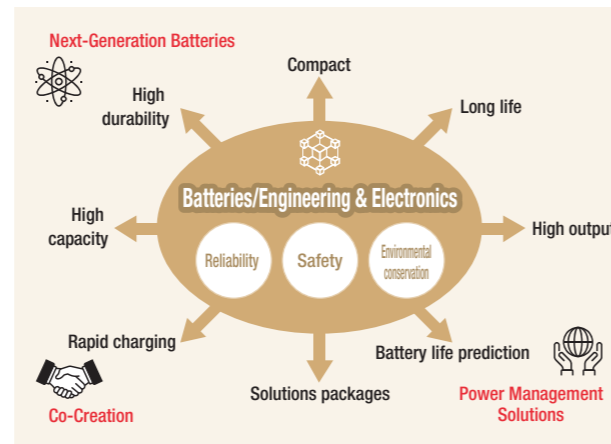 Next-Generation Batteries
Compact
High
durability
Long life
Batteries/Engineering & Electronics
High
capacity
High output
Reliability
Safety
Environmental
conservation
Rapid charging
Battery life prediction
Solutions packages
Co-Creation
Power Management
Solutions